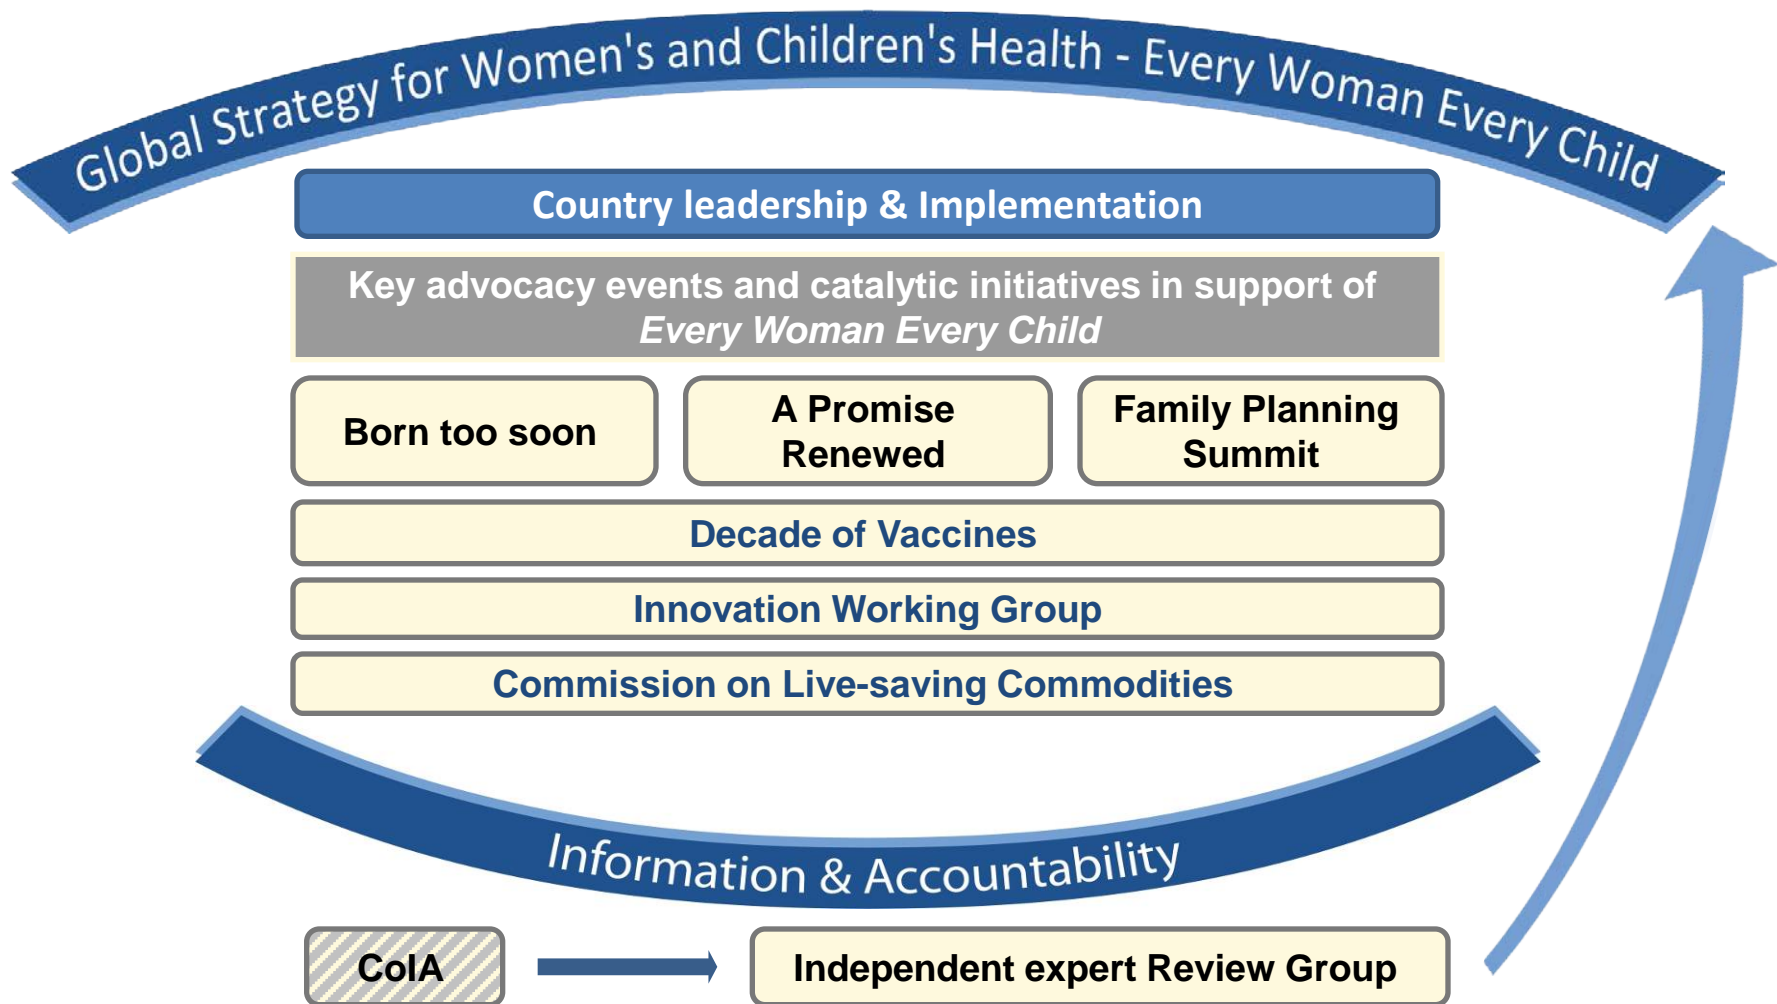 Global Strategy for Women's and Children's Health - Every Woman Every Child
Country leadership & Implementation
Key advocacy events and catalytic initiatives in support of
Every Woman Every Child
Born too soon
A Promise
Renewed
Family Planning
Summit
Decade of Vaccines
Innovation Working Group
Commission on Live-saving Commodities
Information & Accountability
CoIA
Independent expert Review Group